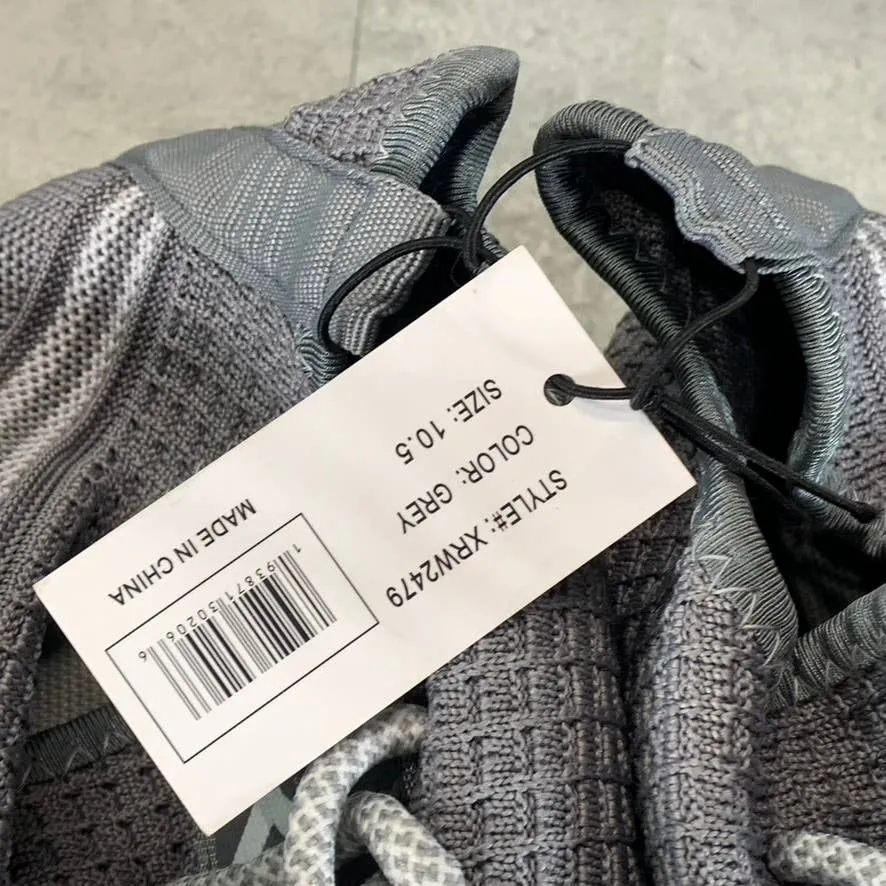 STYLE#: XRW2479
COLOR: GREY
SIZE: 10.5
1 93871 30206 6
MADE IN CHINA